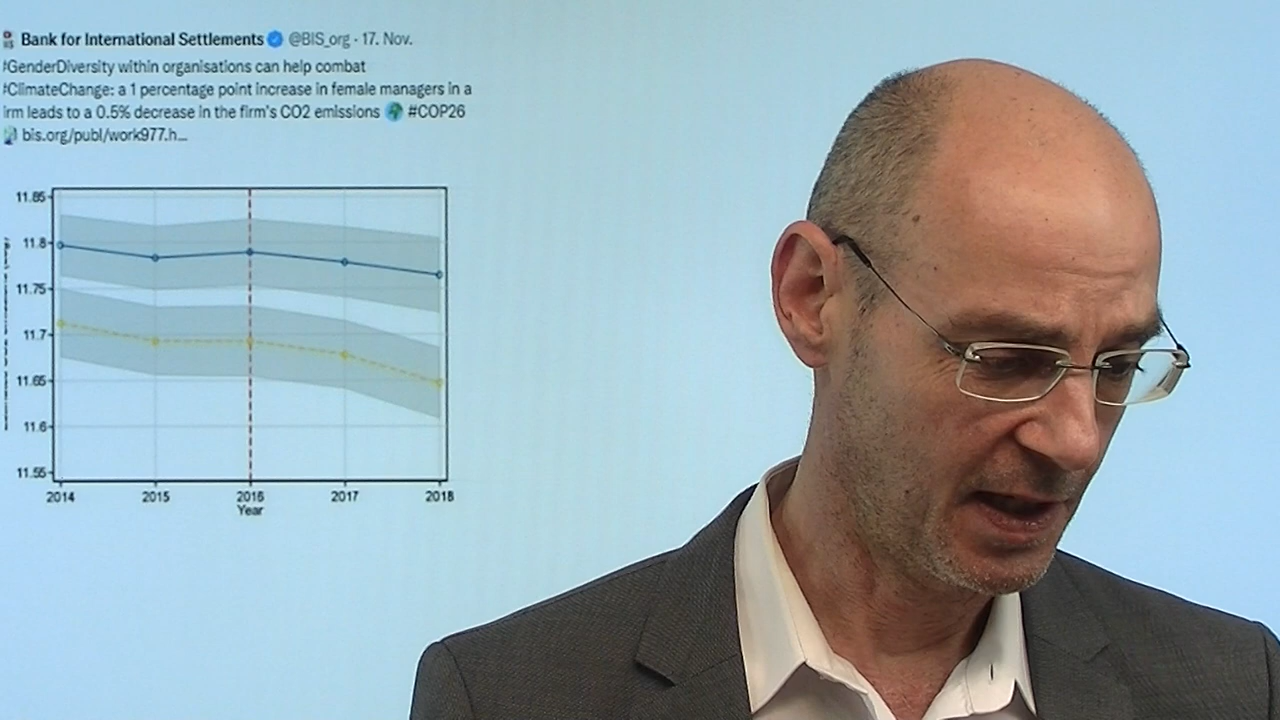 Bank for International Settlements @BIS_org · 17. Nov.
#GenderDiversity within organisations can help combat
#ClimateChange: a 1 percentage point increase in female managers in a
irm leads to a 0.5% decrease in the firm's CO2 emissions #COP26
bis.org/publ/work977.h...
11.85
11.8
11.75
11.7
11.65
11.6
11.55
2014 2015 2016 2017 2018
Year